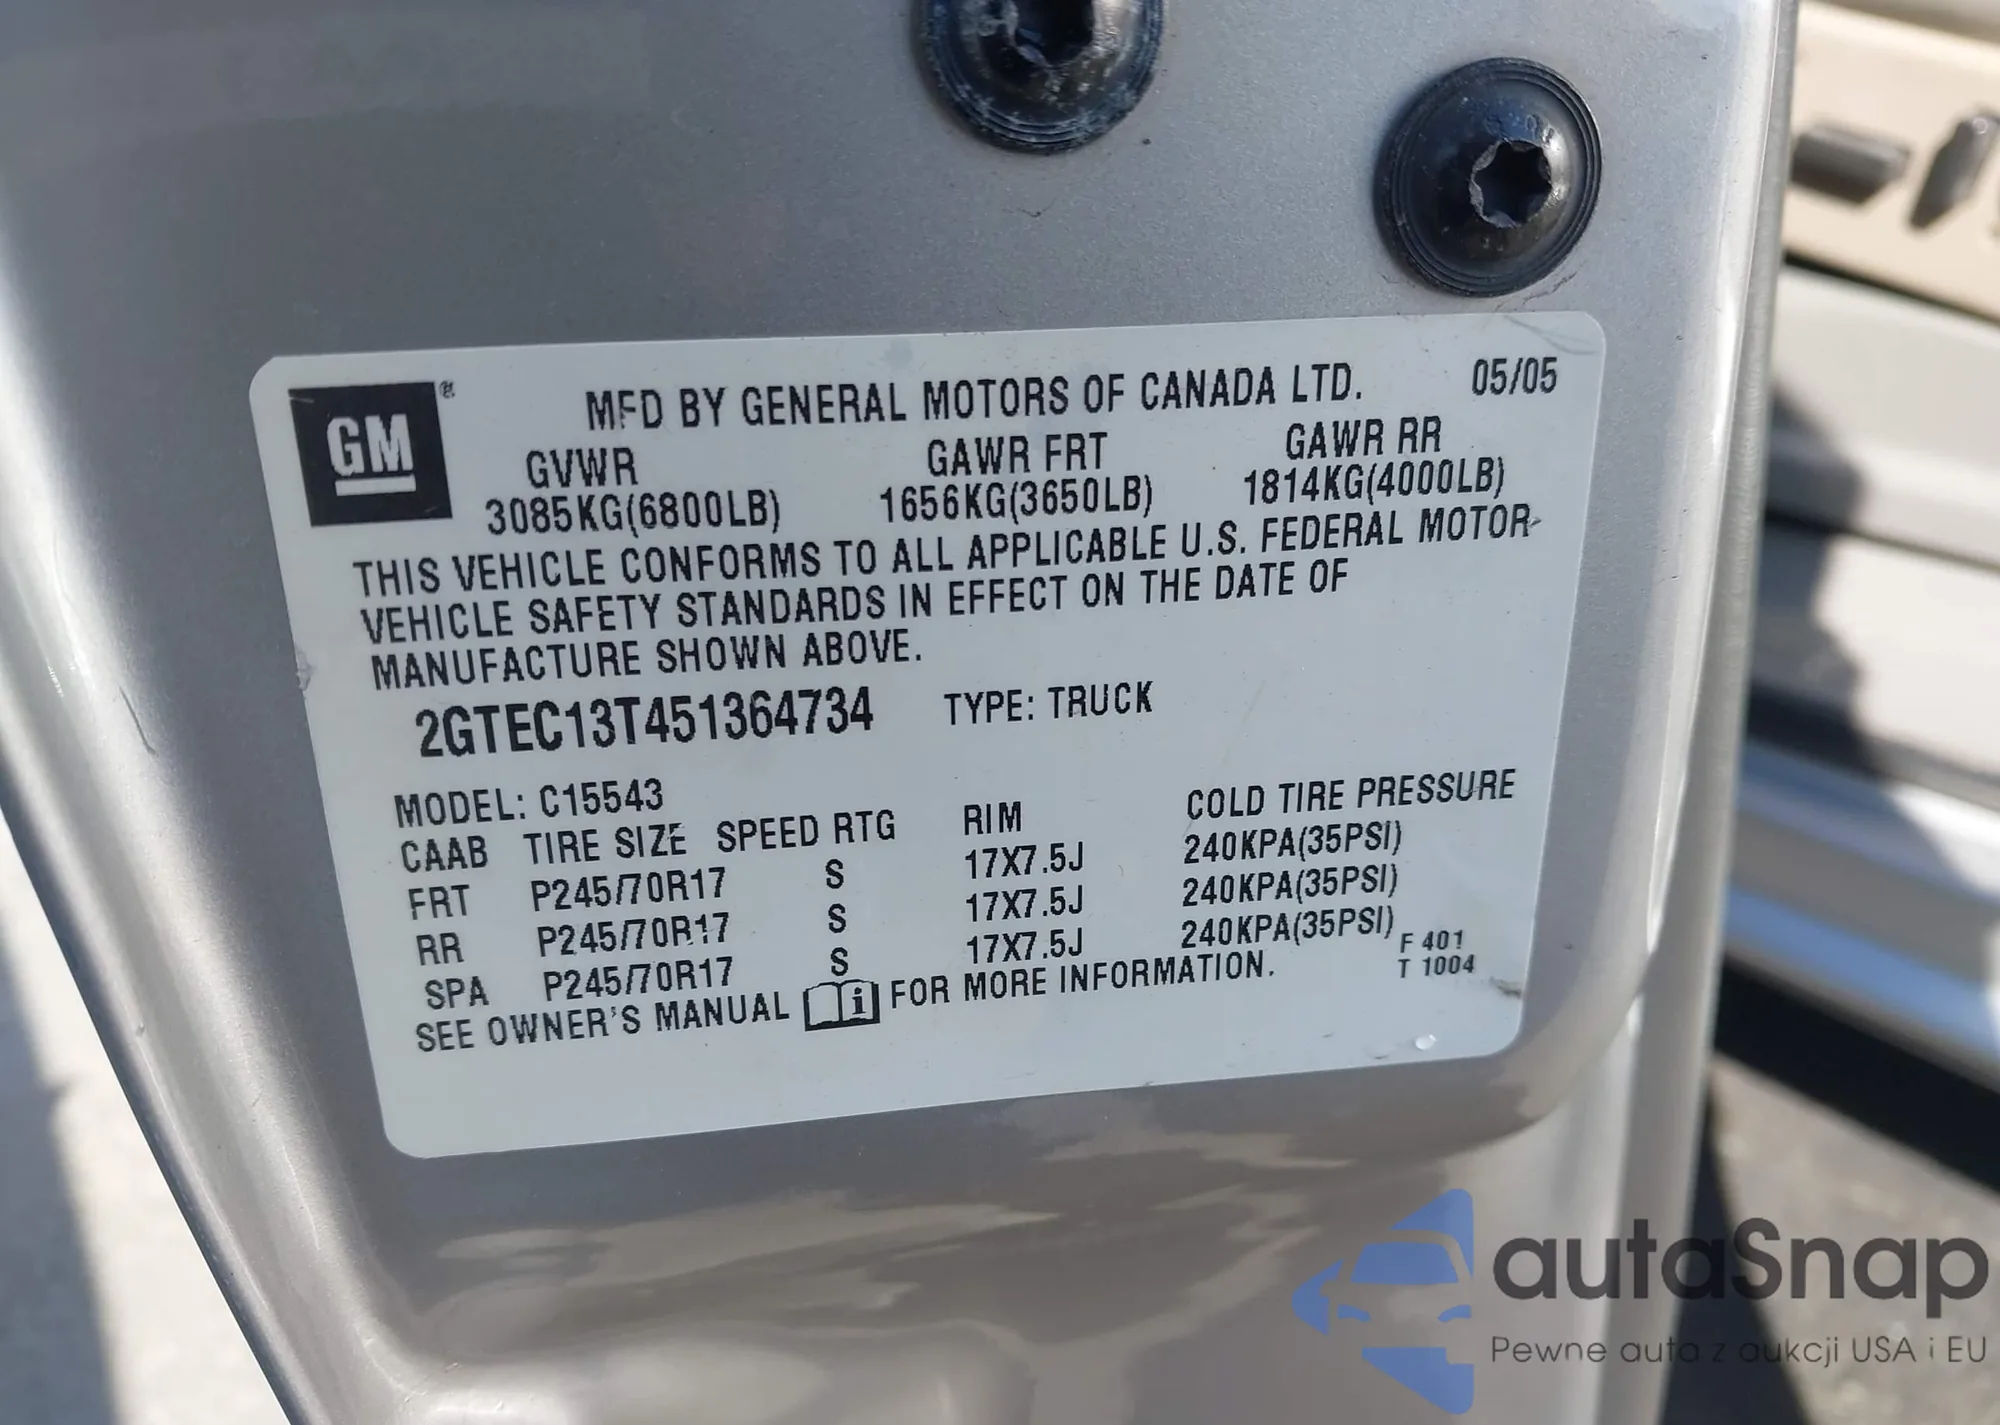 GM®
MFD BY GENERAL MOTORS OF CANADA LTD. 05/05
GVWR GAWR FRT GAWR RR
3085KG(6800LB) 1656KG(3650LB) 1814KG(4000LB)
THIS VEHICLE CONFORMS TO ALL APPLICABLE U.S. FEDERAL MOTOR
VEHICLE SAFETY STANDARDS IN EFFECT ON THE DATE OF
MANUFACTURE SHOWN ABOVE.
2GTEC13T451364734 TYPE: TRUCK
MODEL: C15543
CAAB TIRE SIZE SPEED RTG RIM COLD TIRE PRESSURE
FRT P245/70R17 S 17X7.5J 240KPA(35PSI)
RR P245/70R17 S 17X7.5J 240KPA(35PSI)
SPA P245/70R17 S 17X7.5J 240KPA(35PSI)
F 401
T 1004
SEE OWNER'S MANUAL i FOR MORE INFORMATION.
autaSnap
Pewne auta z aukcji USA i EU